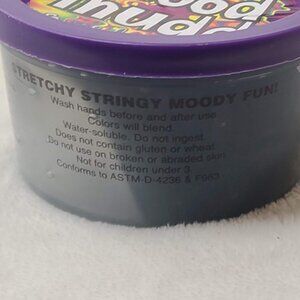 STRETCHY STRINGY MOODY FUN!
Wash hands before and after use.
Colors will blend.
Water-soluble. Do not ingest.
Does not contain gluten or wheat.
Do not use on broken or abraded skin.
Not for children under 3.
Conforms to ASTM-D-4236 & F963